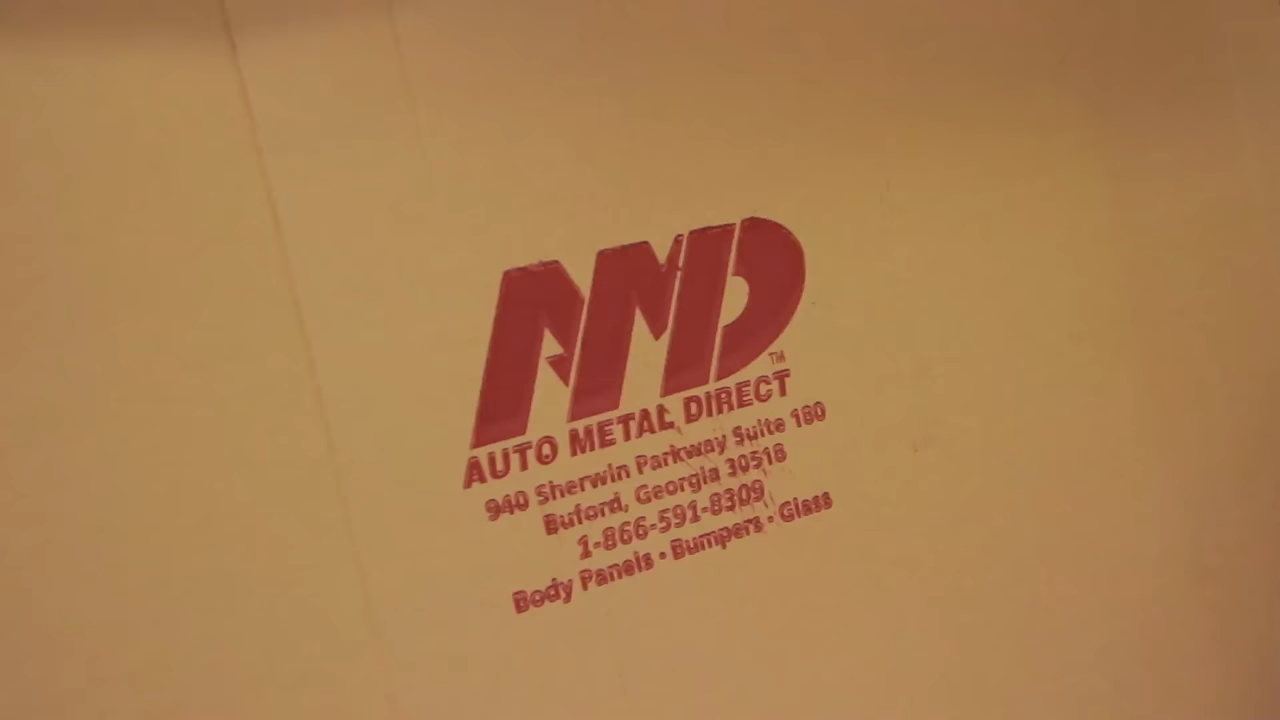 AMD
TM
AUTO METAL DIRECT
940 Sherwin Parkway Suite 180
Buford, Georgia 30518
1-866-591-8309
Body Panels • Bumpers • Glass